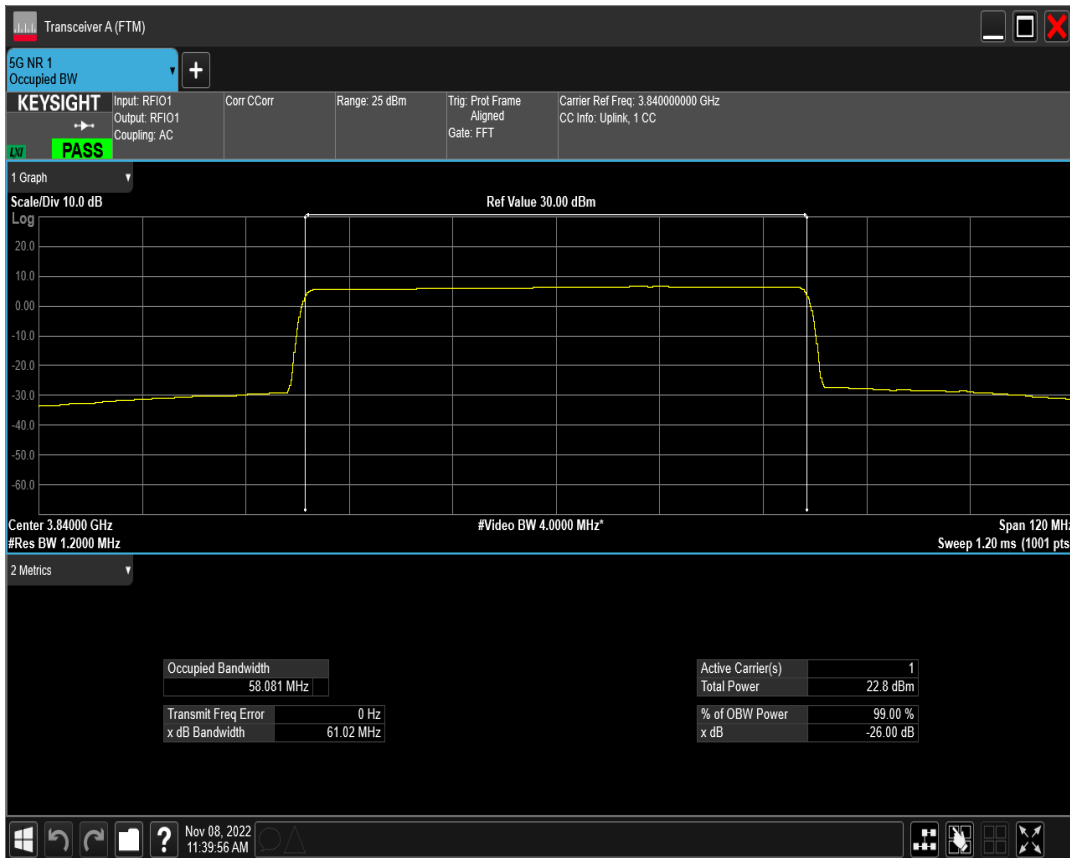 Transceiver A (FTM)
5G NR 1
Occupied BW
+
KEYSIGHT
LXI
PASS
Input: RFIO1
Output: RFIO1
Coupling: AC
Corr CCorr
Range: 25 dBm
Trig: Prot Frame
Aligned
Gate: FFT
Carrier Ref Freq: 3.840000000 GHz
CC Info: Uplink, 1 CC
1 Graph
Scale/Div 10.0 dB
Ref Value 30.00 dBm
Log
20.0
10.0
0.00
-10.0
-20.0
-30.0
-40.0
-50.0
-60.0
Center 3.84000 GHz
#Video BW 4.0000 MHz*
Span 120 MHz
#Res BW 1.2000 MHz
Sweep 1.20 ms (1001 pts
2 Metrics
Occupied Bandwidth
58.081 MHz
Transmit Freq Error 0 Hz
x dB Bandwidth 61.02 MHz
Active Carrier(s) 1
Total Power 22.8 dBm
% of OBW Power 99.00 %
x dB -26.00 dB
?
Nov 08, 2022
11:39:56 AM